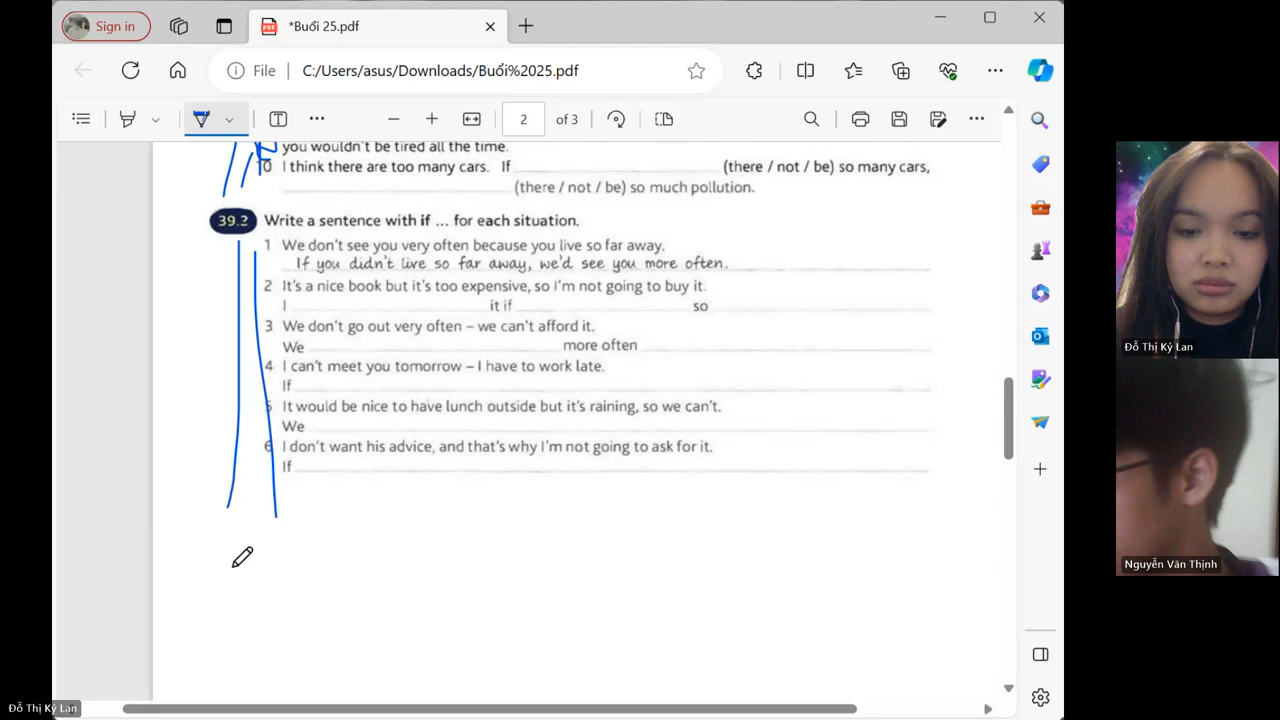 Sign in
*Buổi 25.pdf
File C:/Users/asus/Downloads/Buổi%2025.pdf
2 of 3
you wouldn't be tired all the time.
10 I think there are too many cars. If (there / not / be) so many cars,
(there / not / be) so much pollution.
39.2 Write a sentence with if ... for each situation.
1 We don't see you very often because you live so far away.
If you didn't live so far away, we'd see you more often.
2 It's a nice book but it's too expensive, so I'm not going to buy it.
I it if so
3 We don't go out very often – we can't afford it.
We more often
4 I can't meet you tomorrow – I have to work late.
If
5 It would be nice to have lunch outside but it's raining, so we can't.
We
6 I don't want his advice, and that's why I'm not going to ask for it.
If
Đỗ Thị Kỳ Lan
Nguyễn Văn Thịnh
Đỗ Thị Kỳ Lan